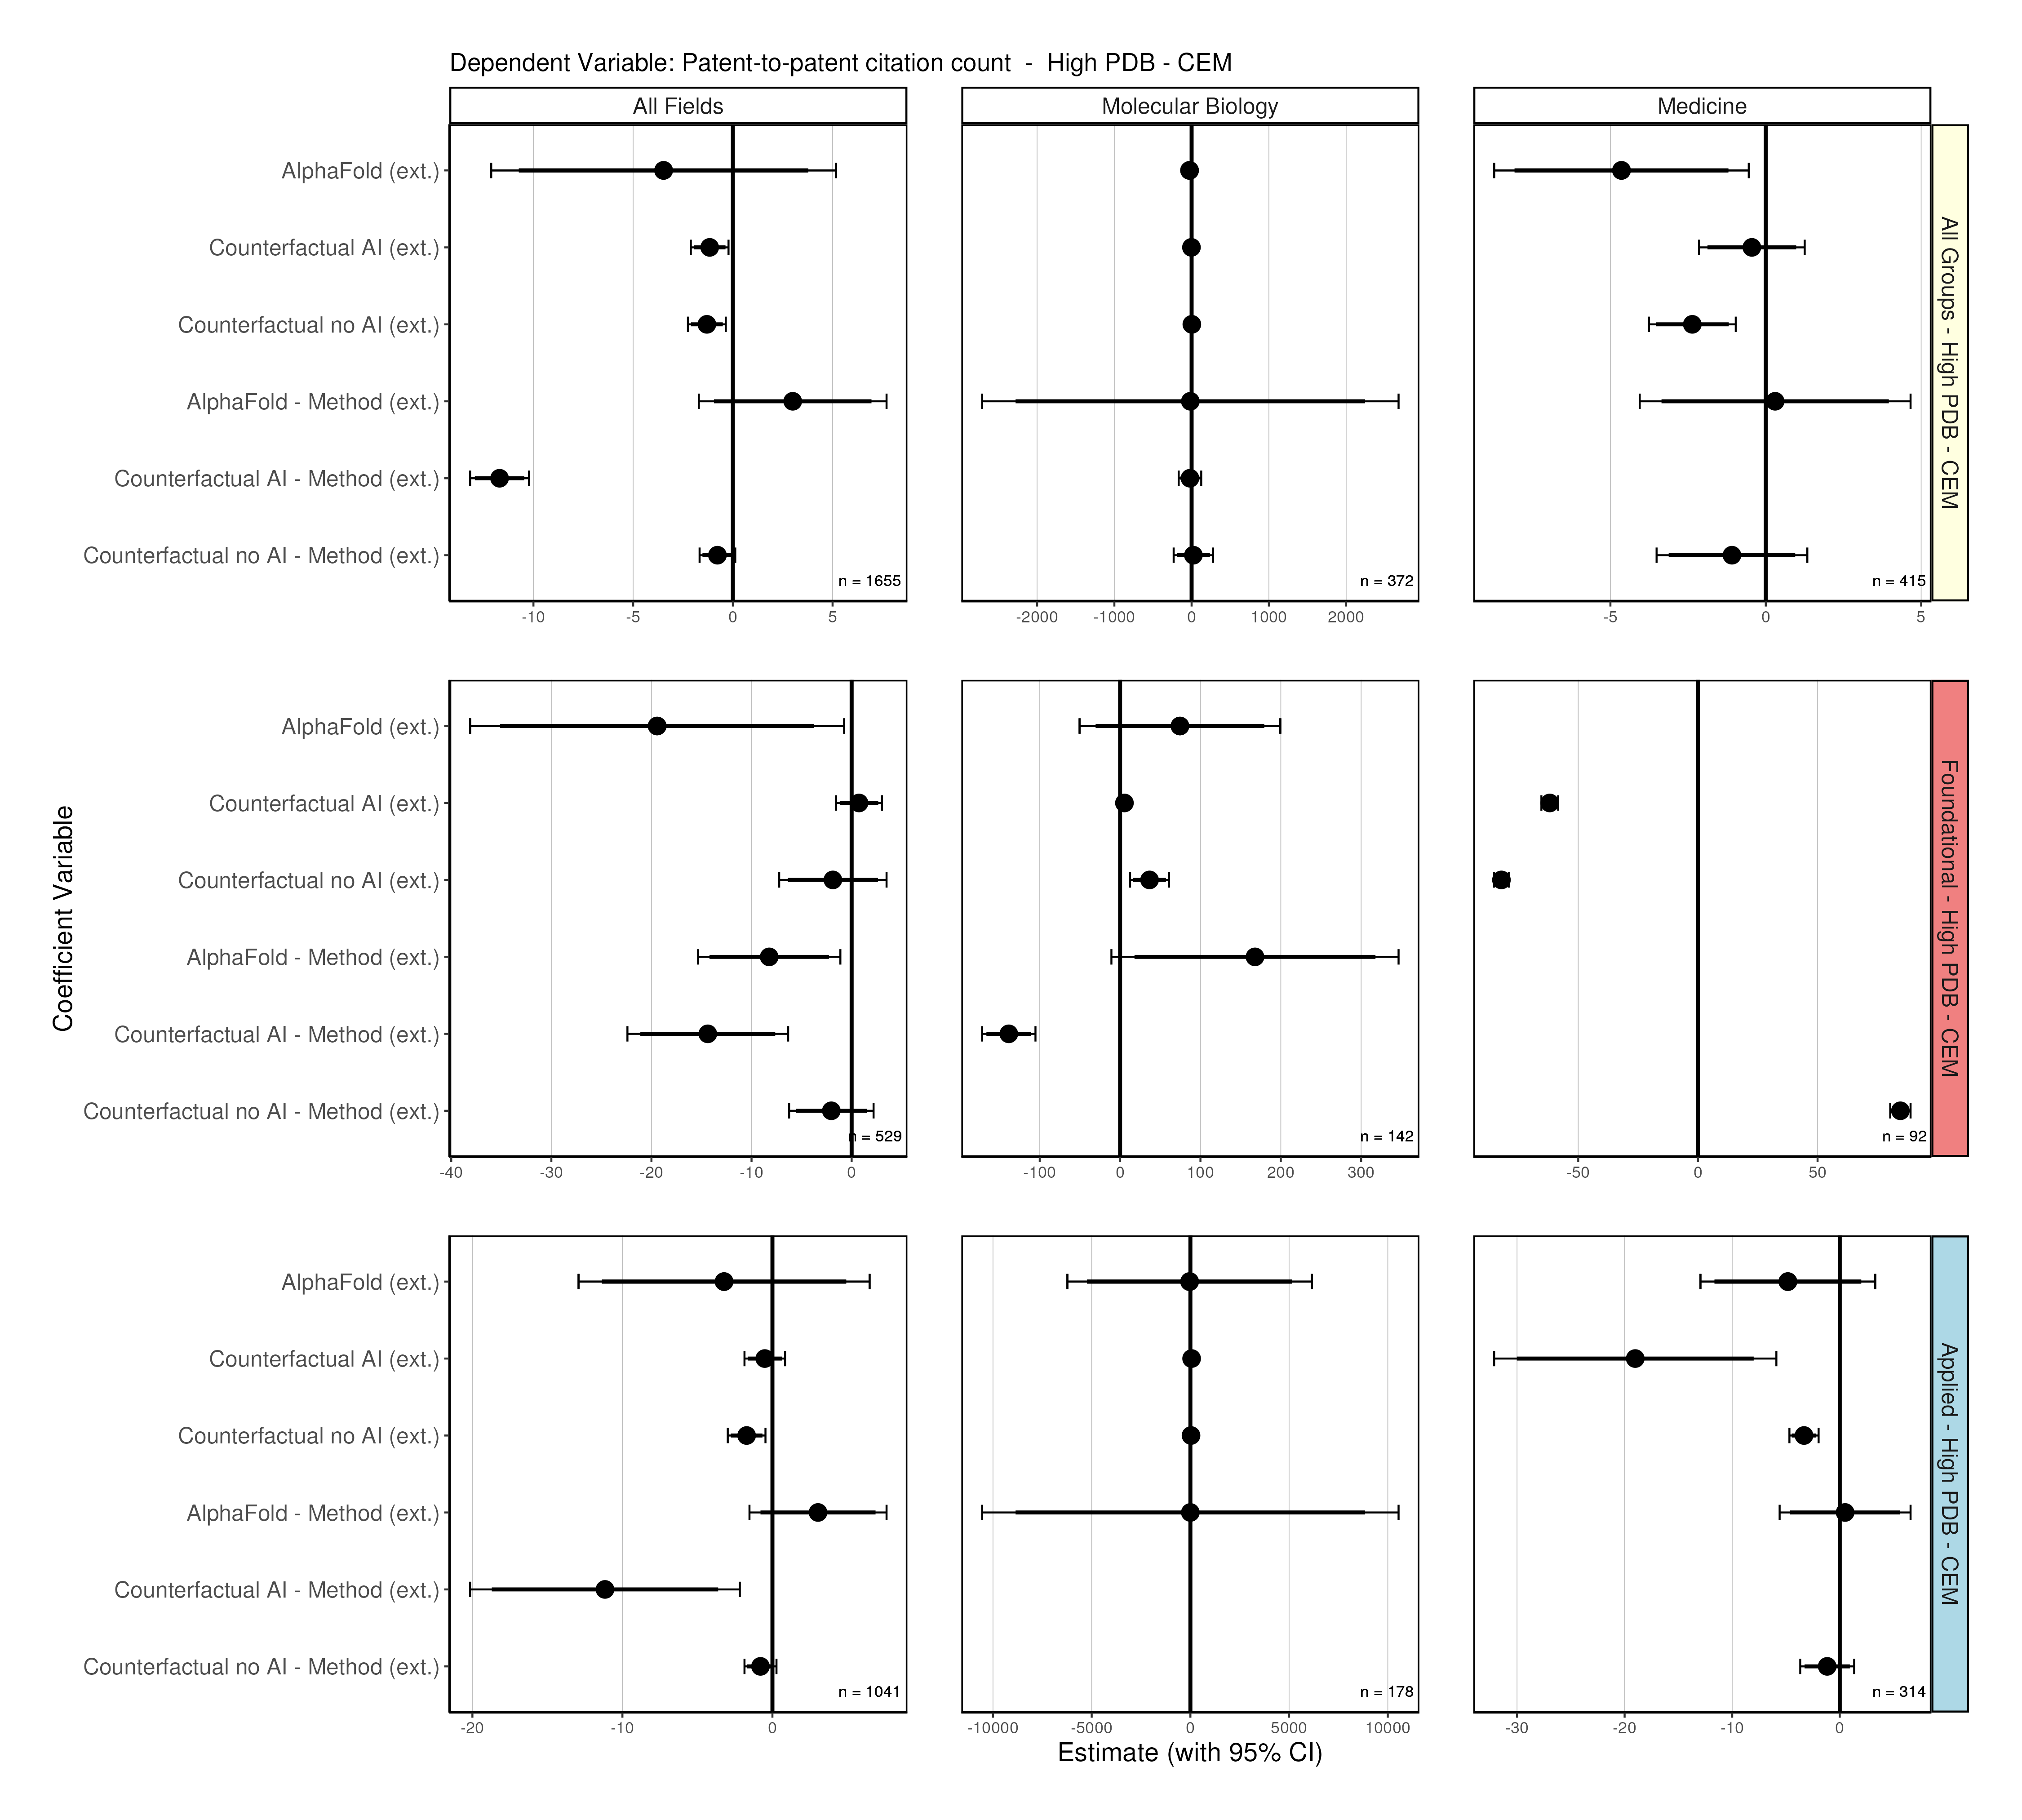 Dependent Variable: Patent-to-patent citation count - High PDB - CEM
All Fields
Molecular Biology
Medicine
AlphaFold (ext.)
Counterfactual AI (ext.)
Counterfactual no AI (ext.)
AlphaFold - Method (ext.)
Counterfactual AI - Method (ext.)
Counterfactual no AI - Method (ext.)
n = 1655
n = 372
n = 415
All Groups - High PDB - CEM
-10 -5 0 5
-2000 -1000 0 1000 2000
-5 0 5
Coefficient Variable
AlphaFold (ext.)
Counterfactual AI (ext.)
Counterfactual no AI (ext.)
AlphaFold - Method (ext.)
Counterfactual AI - Method (ext.)
Counterfactual no AI - Method (ext.)
n = 529
n = 142
n = 92
Foundational - High PDB - CEM
-40 -30 -20 -10 0
-100 0 100 200 300
-50 0 50
AlphaFold (ext.)
Counterfactual AI (ext.)
Counterfactual no AI (ext.)
AlphaFold - Method (ext.)
Counterfactual AI - Method (ext.)
Counterfactual no AI - Method (ext.)
n = 1041
n = 178
n = 314
Applied - High PDB - CEM
-20 -10 0
-10000 -5000 0 5000 10000
-30 -20 -10 0
Estimate (with 95% CI)